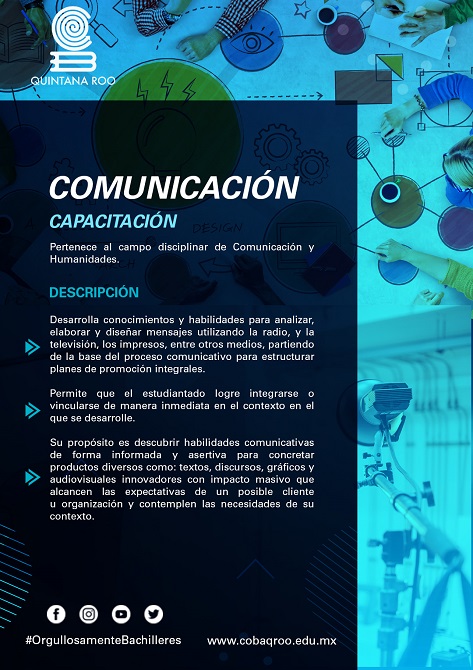 QUINTANA ROO
COMUNICACIÓN
CAPACITACIÓN
Pertenece al campo disciplinar de Comunicación y
Humanidades.
DESCRIPCIÓN
Desarrolla conocimientos y habilidades para analizar,
elaborar y diseñar mensajes utilizando la radio, y la
televisión, los impresos, entre otros medios, partiendo
de la base del proceso comunicativo para estructurar
planes de promoción integrales.
Permite que el estudiantado logre integrarse o
vincularse de manera inmediata en el contexto en el
que se desarrolle.
Su propósito es descubrir habilidades comunicativas
de forma informada y asertiva para concretar
productos diversos como: textos, discursos, gráficos y
audiovisuales innovadores con impacto masivo que
alcancen las expectativas de un posible cliente
u organización y contemplen las necesidades de su
contexto.
#OrgullosamenteBachilleres
www.cobaqroo.edu.mx